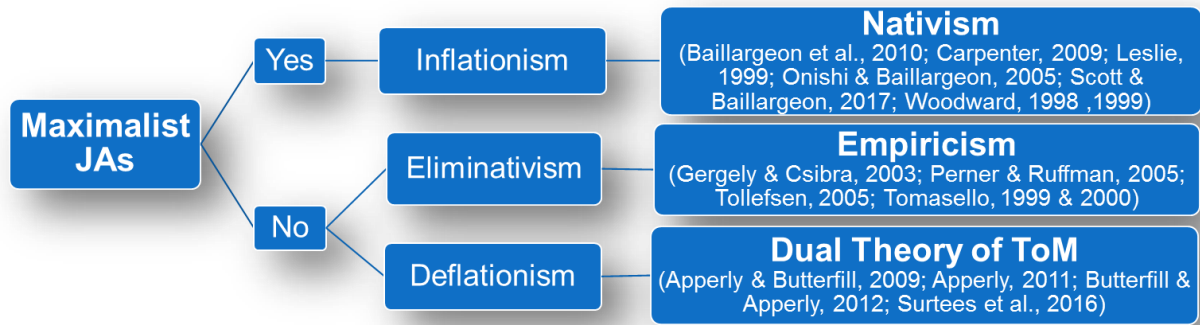 Maximalist
JAs
Yes
No
Inflationism
Eliminativism
Deflationism
Nativism
(Baillargeon et al., 2010; Carpenter, 2009; Leslie,
1999; Onishi & Baillargeon, 2005; Scott &
Baillargeon, 2017; Woodward, 1998 ,1999)
Empiricism
(Gergely & Csibra, 2003; Perner & Ruffman, 2005;
Tollefsen, 2005; Tomasello, 1999 & 2000)
Dual Theory of ToM
(Apperly & Butterfill, 2009; Apperly, 2011; Butterfill &
Apperly, 2012; Surtees et al., 2016)